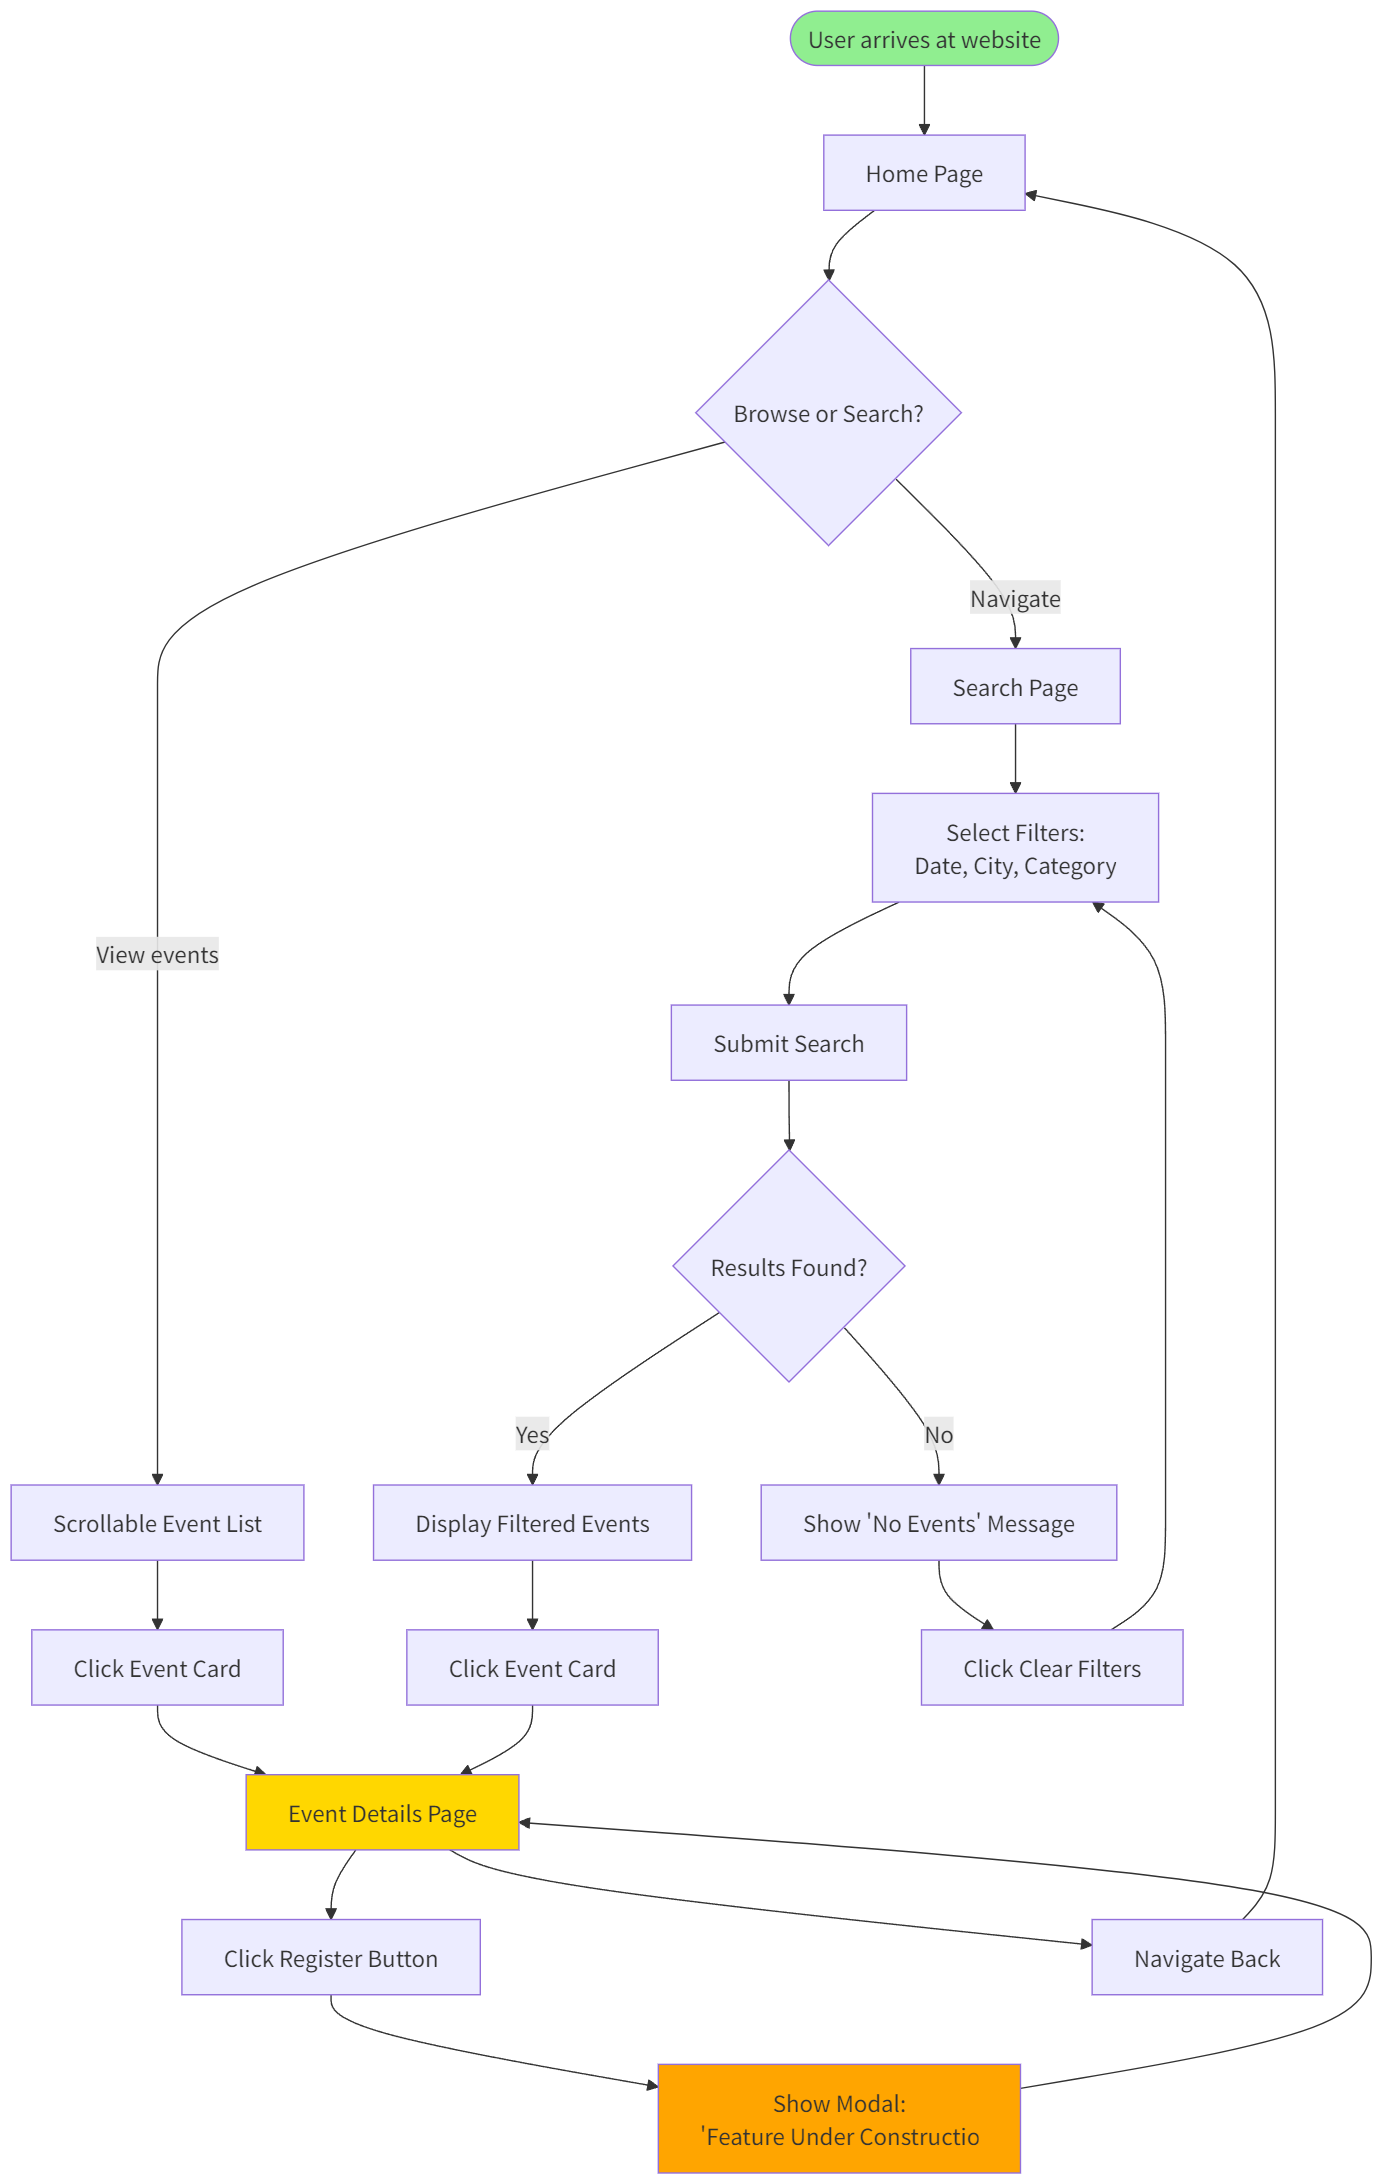 User arrives at website
Home Page
Browse or Search?
Navigate
Search Page
Select Filters:
Date, City, Category
View events
Submit Search
Results Found?
Yes
No
Scrollable Event List
Display Filtered Events
Show 'No Events' Message
Click Event Card
Click Event Card
Click Clear Filters
Event Details Page
Click Register Button
Navigate Back
Show Modal:
'Feature Under Constructio